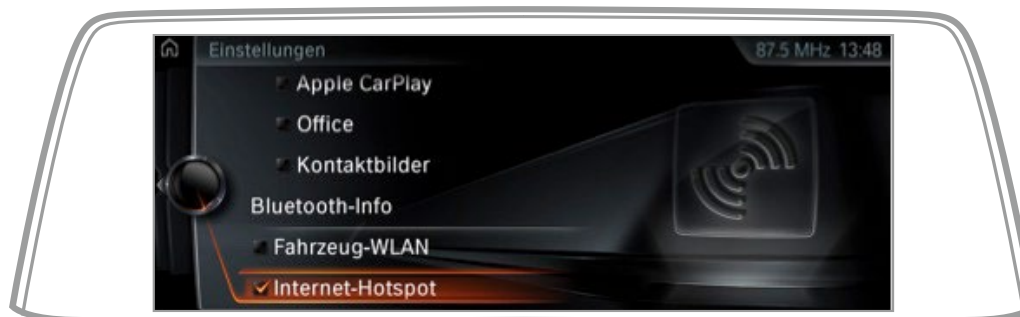 Einstellungen 87.5 MHz 13:48
Apple CarPlay
Office
Kontaktbilder
Bluetooth-Info
Fahrzeug-WLAN
Internet-Hotspot